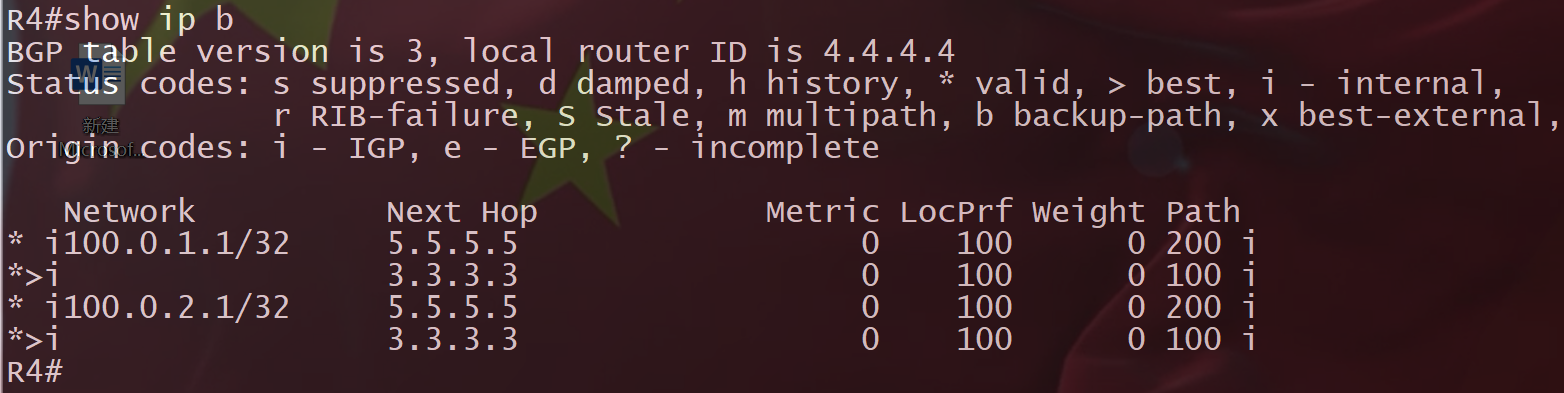 R4#show ip b
BGP table version is 3, local router ID is 4.4.4.4
Status codes: s suppressed, d damped, h history, * valid, > best, i - internal,
              r RIB-failure, S Stale, m multipath, b backup-path, x best-external,
新建
Origin codes: i - IGP, e - EGP, ? - incomplete
Microsof...
   Network          Next Hop            Metric LocPrf Weight Path
* i100.0.1.1/32     5.5.5.5                  0    100      0 200 i
*>i                 3.3.3.3                  0    100      0 100 i
* i100.0.2.1/32     5.5.5.5                  0    100      0 200 i
*>i                 3.3.3.3                  0    100      0 100 i
R4#